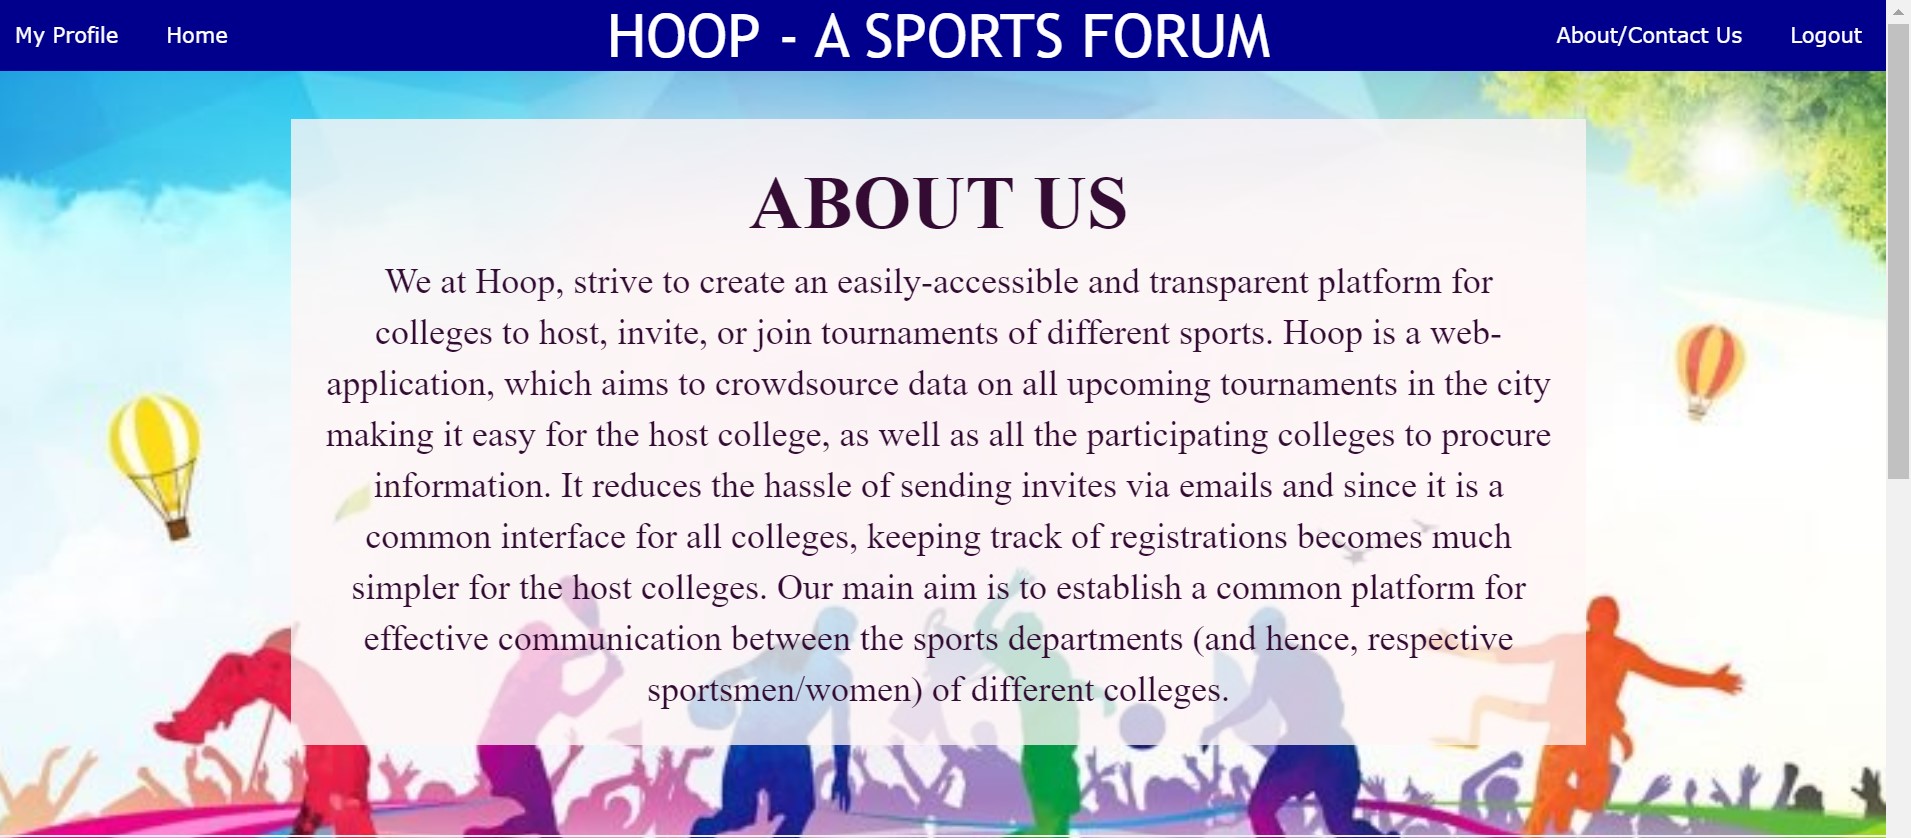 My Profile Home HOOP - A SPORTS FORUM About/Contact Us Logout
ABOUT US
We at Hoop, strive to create an easily-accessible and transparent platform for
colleges to host, invite, or join tournaments of different sports. Hoop is a web-
application, which aims to crowdsource data on all upcoming tournaments in the city
making it easy for the host college, as well as all the participating colleges to procure
information. It reduces the hassle of sending invites via emails and since it is a
common interface for all colleges, keeping track of registrations becomes much
simpler for the host colleges. Our main aim is to establish a common platform for
effective communication between the sports departments (and hence, respective
sportsmen/women) of different colleges.